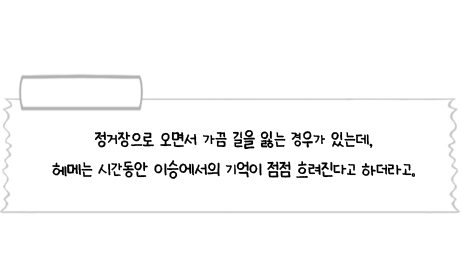 정거장으로 오면서 가끔 길을 잃는 경우가 있는데,
헤메는 시간동안 이승에서의 기억이 점점 흐려진다고 하더라고.